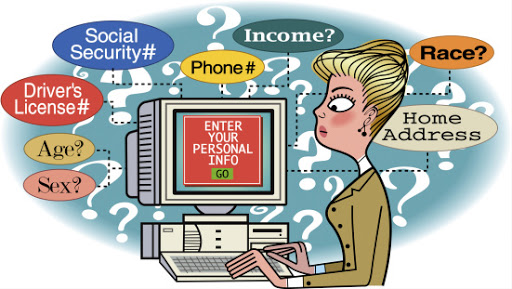 Social
Security#
Income?
Phone#
Race?
Driver's
License#
Home
Address
Age?
Sex?
ENTER
YOUR
PERSONAL
INFO
GO